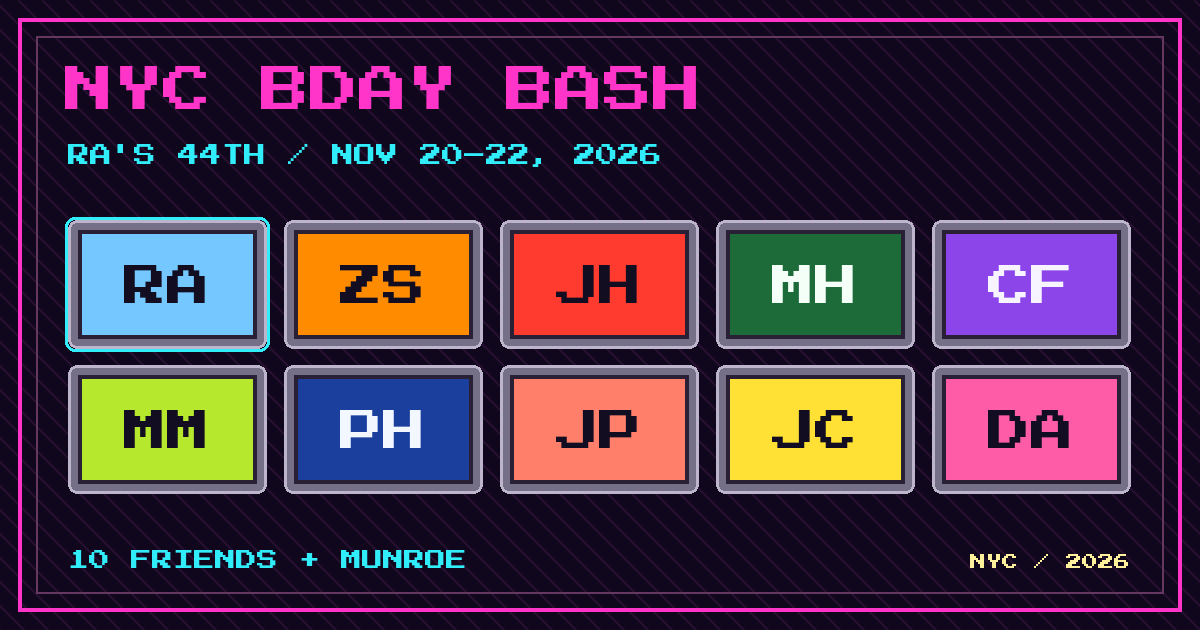 NYC BDAY BASH
RA'S 44TH / NOV 20-22, 2026
RA ZS JH MH CF
MM PH JP JC DA
10 FRIENDS + MUNROE
NYC / 2026